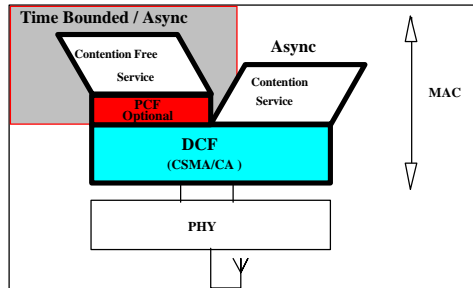 Time Bounded / Async
Contention Free
Service
Async
Contention
Service
MAC
PCF
Optional
DCF
(CSMA/CA )
PHY